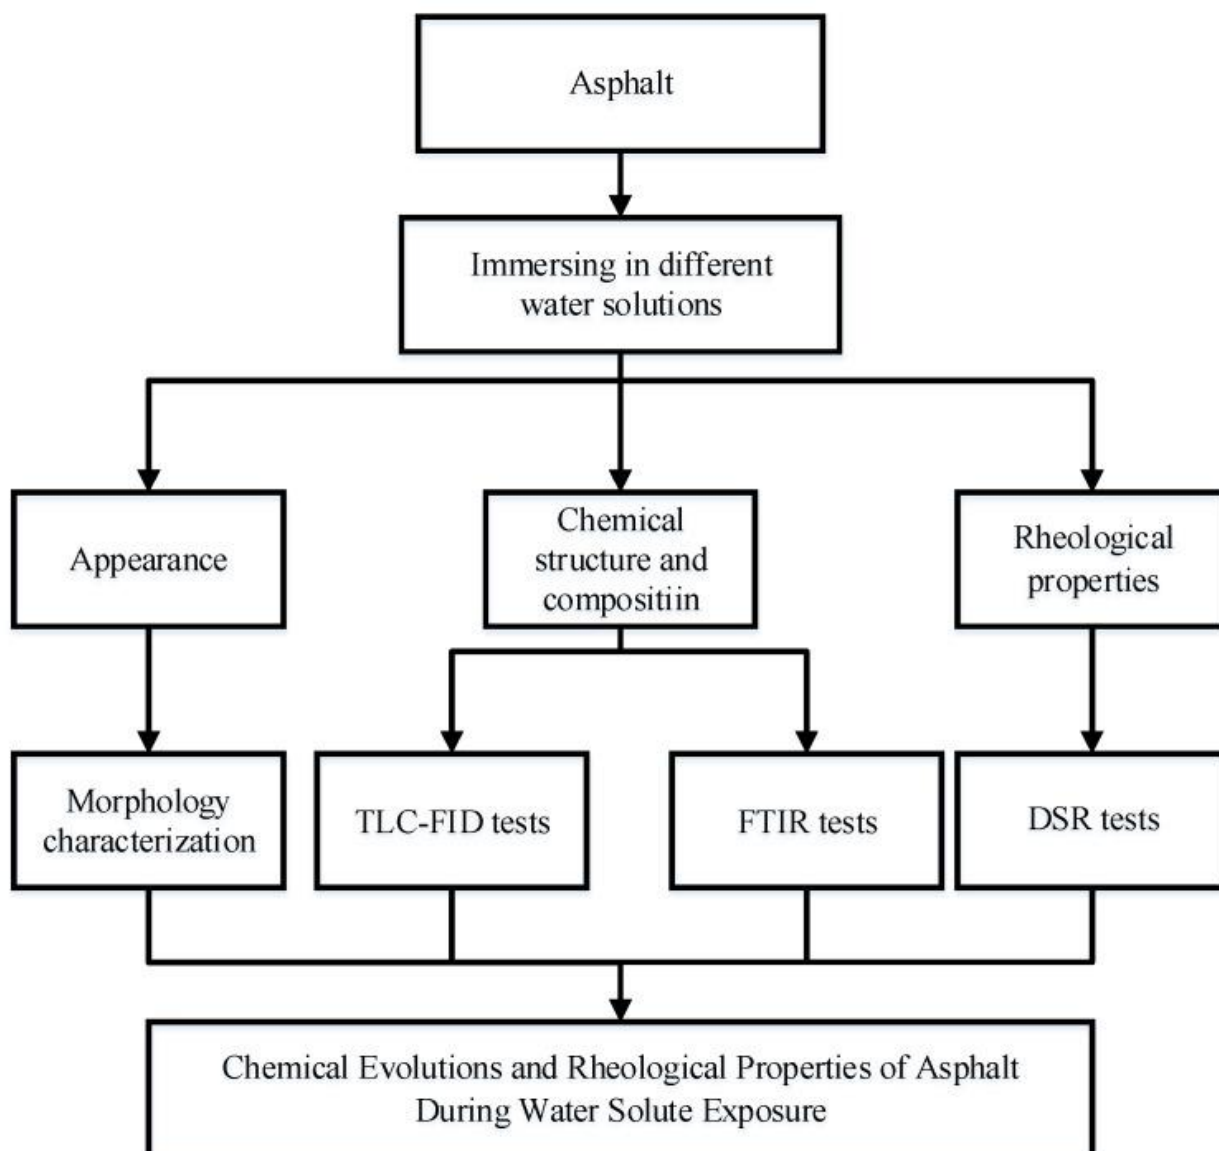 Asphalt
Immersing in different
water solutions
Appearance
Chemical
structure and
compositiin
Rheological
properties
Morphology
characterization
TLC-FID tests
FTIR tests
DSR tests
Chemical Evolutions and Rheological Properties of Asphalt
During Water Solute Exposure